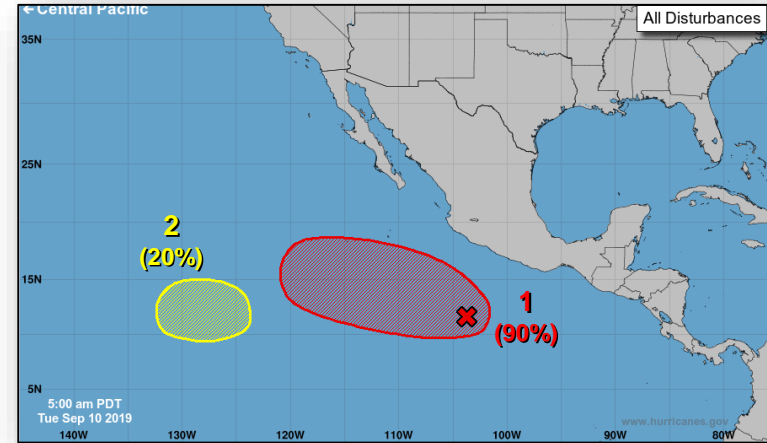 ← Central Pacific
All Disturbances
35N
25N
2
(20%)
15N
1
(90%)
5N
5:00 am PDT
Tue Sep 10 2019
www.hurricanes.gov
140W 130W 120W 110W 100W 90W 80W